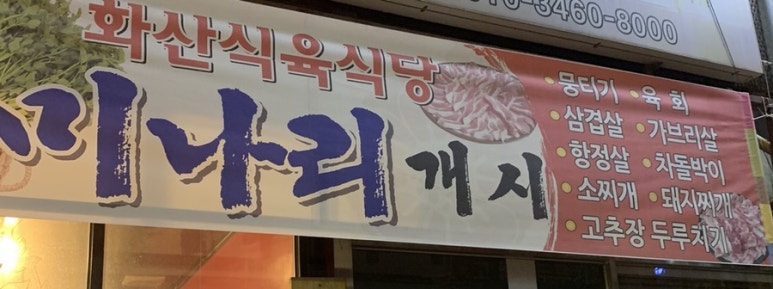 3460-8000
화산식육식당
미나리 개시
• 뭉티기 • 육회
• 삼겹살 • 가브리살
• 항정살 • 차돌박이
• 소찌개 • 돼지찌개
• 고추장 두루치기